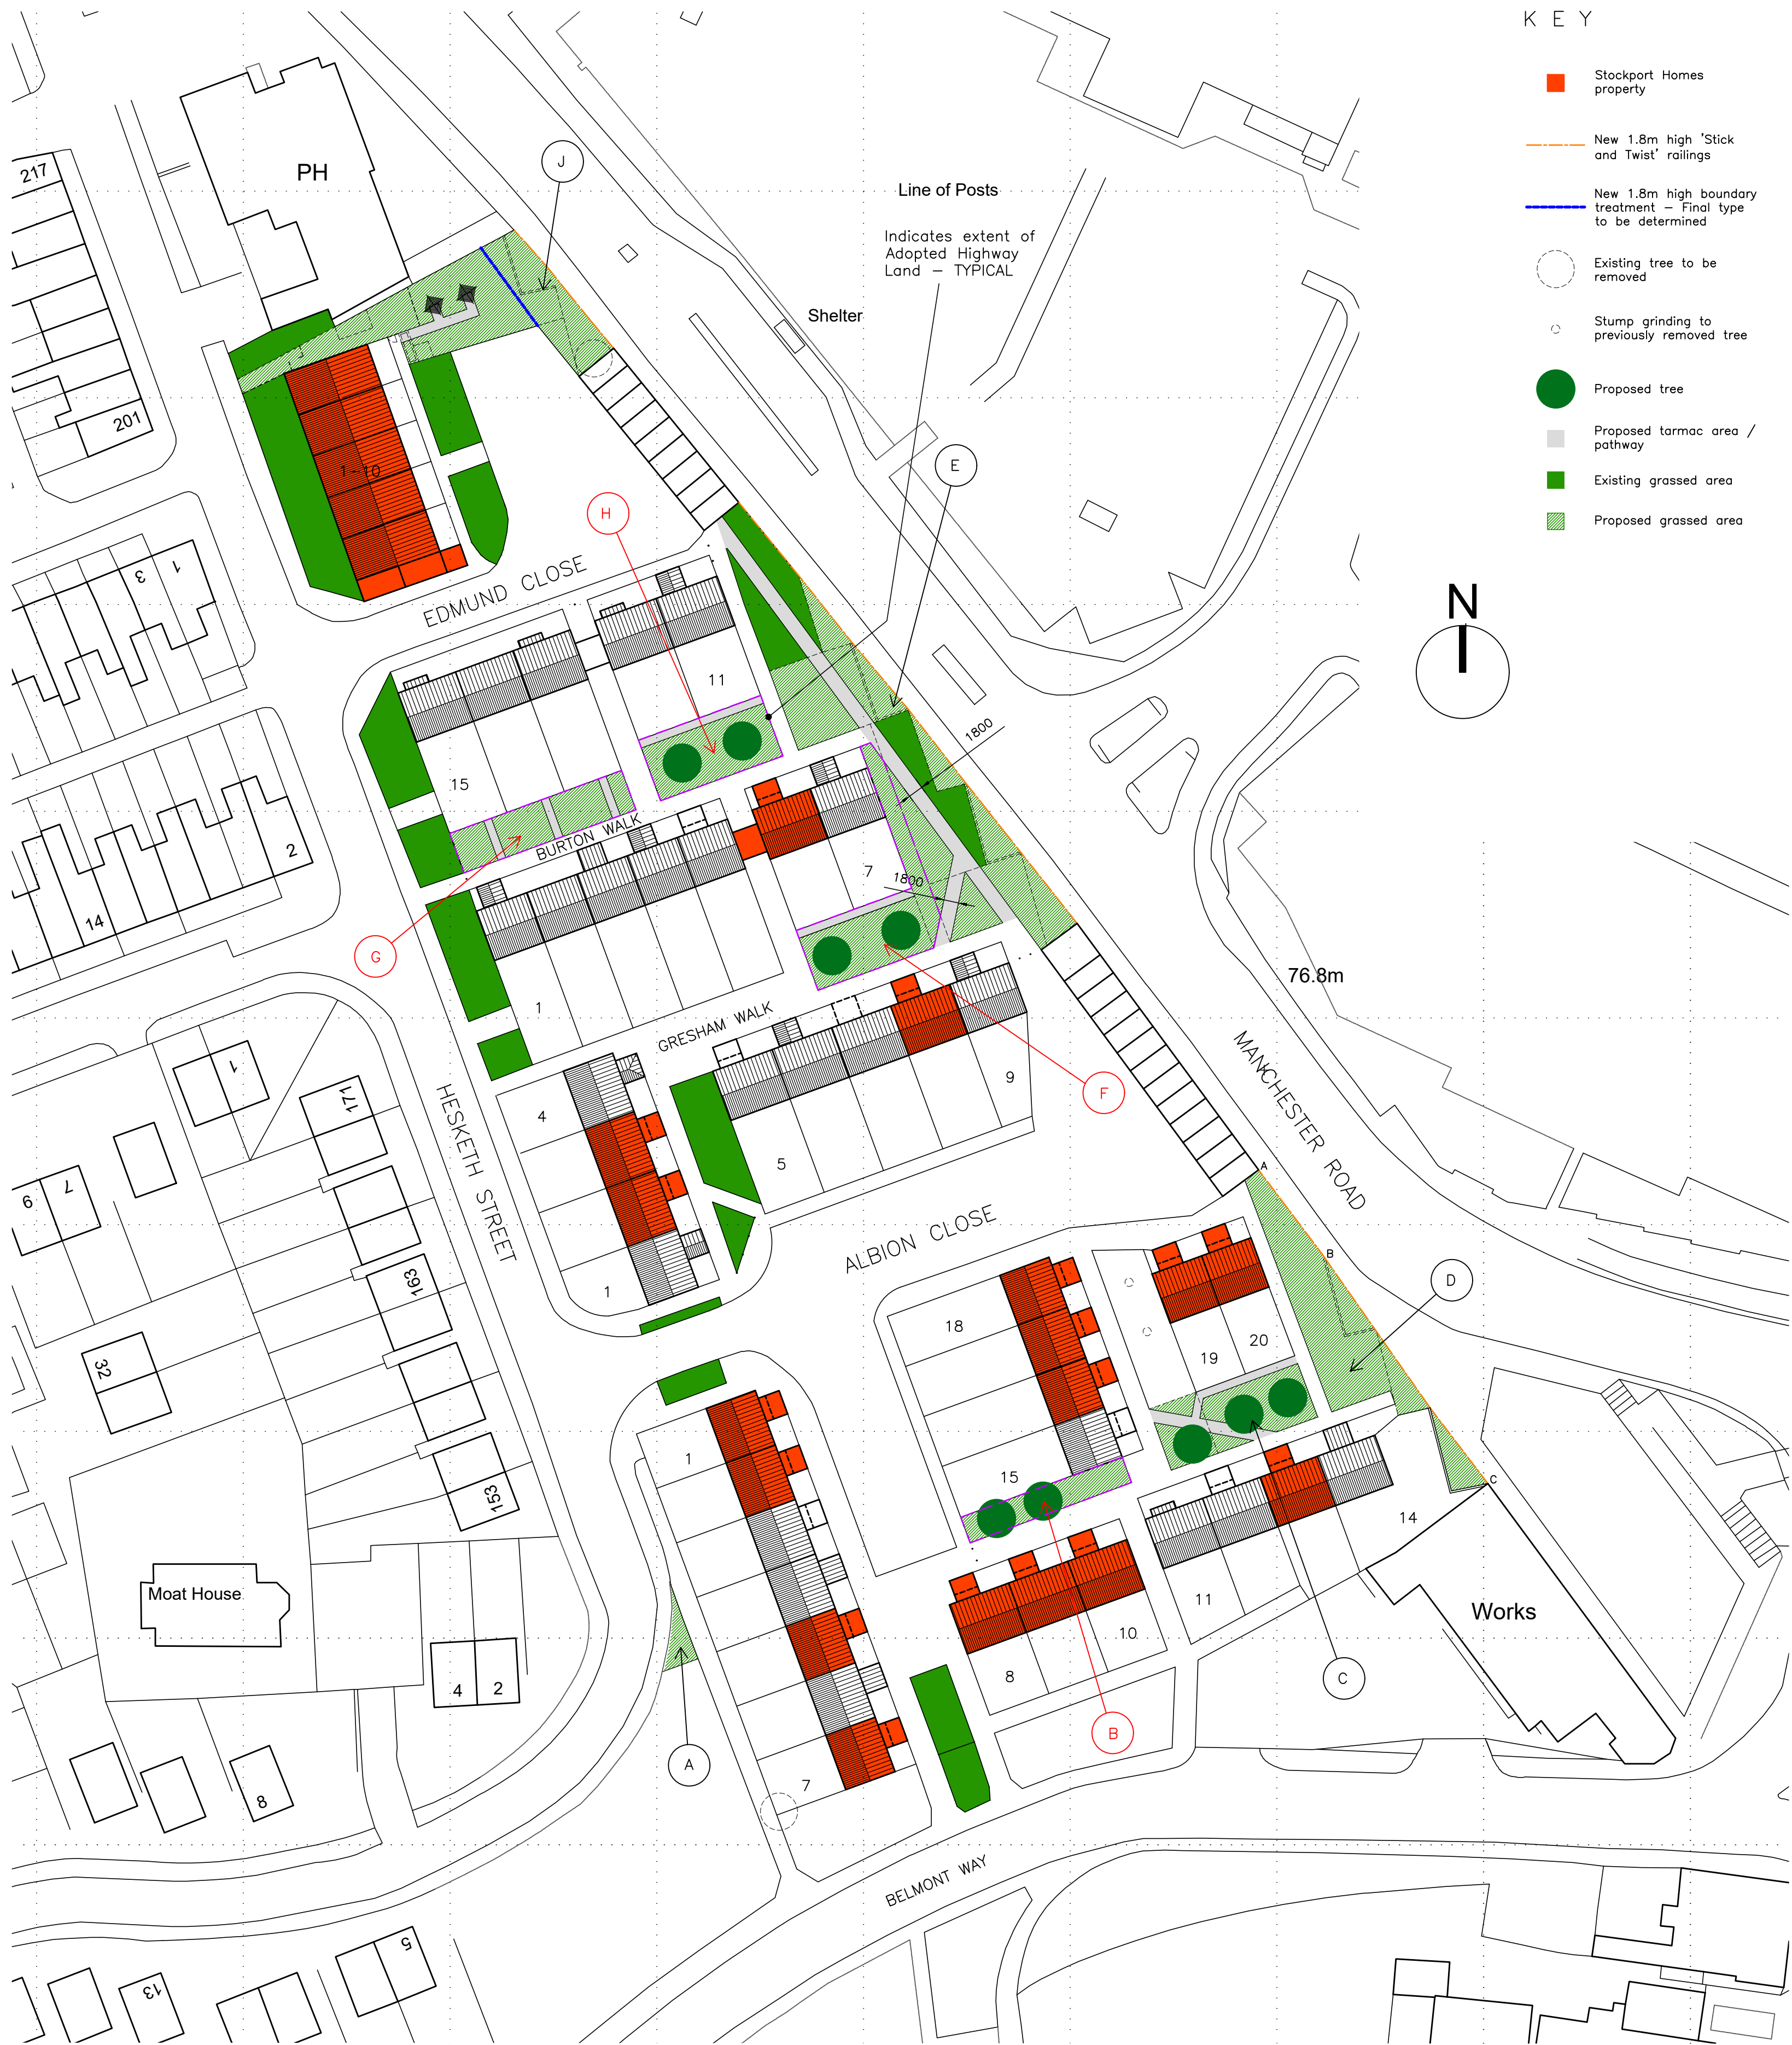 K E Y
Stockport Homes
property
New 1.8m high 'Stick
and Twist' railings
New 1.8m high boundary
treatment – Final type
to be determined
Existing tree to be
removed
Stump grinding to
previously removed tree
Proposed tree
Proposed tarmac area /
pathway
Existing grassed area
Proposed grassed area
N
217
PH
J
Line of Posts
Indicates extent of
Adopted Highway
Land – TYPICAL
Shelter
201
1-10
E
H
EDMUND CLOSE
3
1
11
1800
15
BURTON WALK
2
14
7
1800
G
76.8m
1
GRESHAM WALK
F
MANCHESTER ROAD
1
171
HESKETH STREET
4
9
5
A
9
7
ALBION CLOSE
B
D
163
1
18
20
19
32
1
15
C
153
14
Moat House
11
Works
10
8
4
2
C
B
A
7
8
BELMONT WAY
5
13